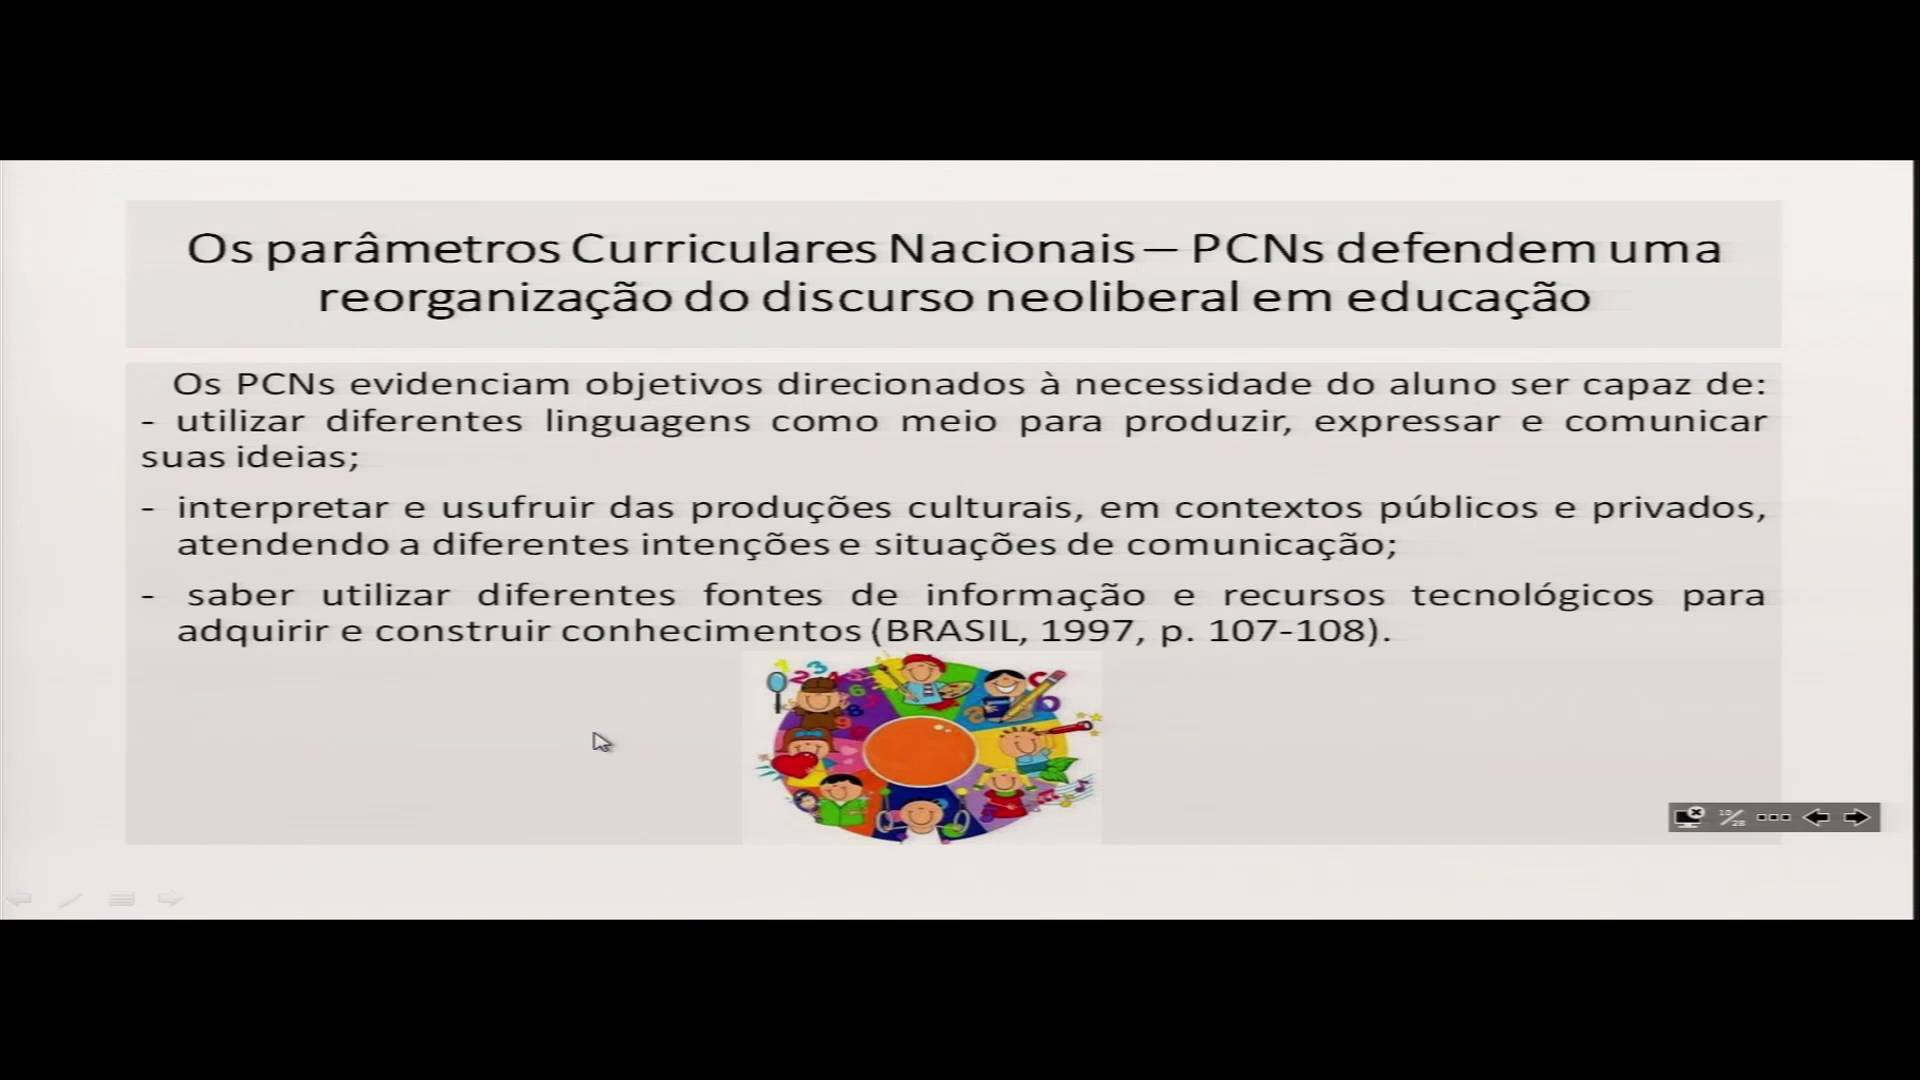 Os parâmetros Curriculares Nacionais – PCNs defendem uma
reorganização do discurso neoliberal em educação
Os PCNs evidenciam objetivos direcionados à necessidade do aluno ser capaz de:
- utilizar diferentes linguagens como meio para produzir, expressar e comunicar
suas ideias;
- interpretar e usufruir das produções culturais, em contextos públicos e privados,
atendendo a diferentes intenções e situações de comunicação;
- saber utilizar diferentes fontes de informação e recursos tecnológicos para
adquirir e construir conhecimentos (BRASIL, 1997, p. 107-108).